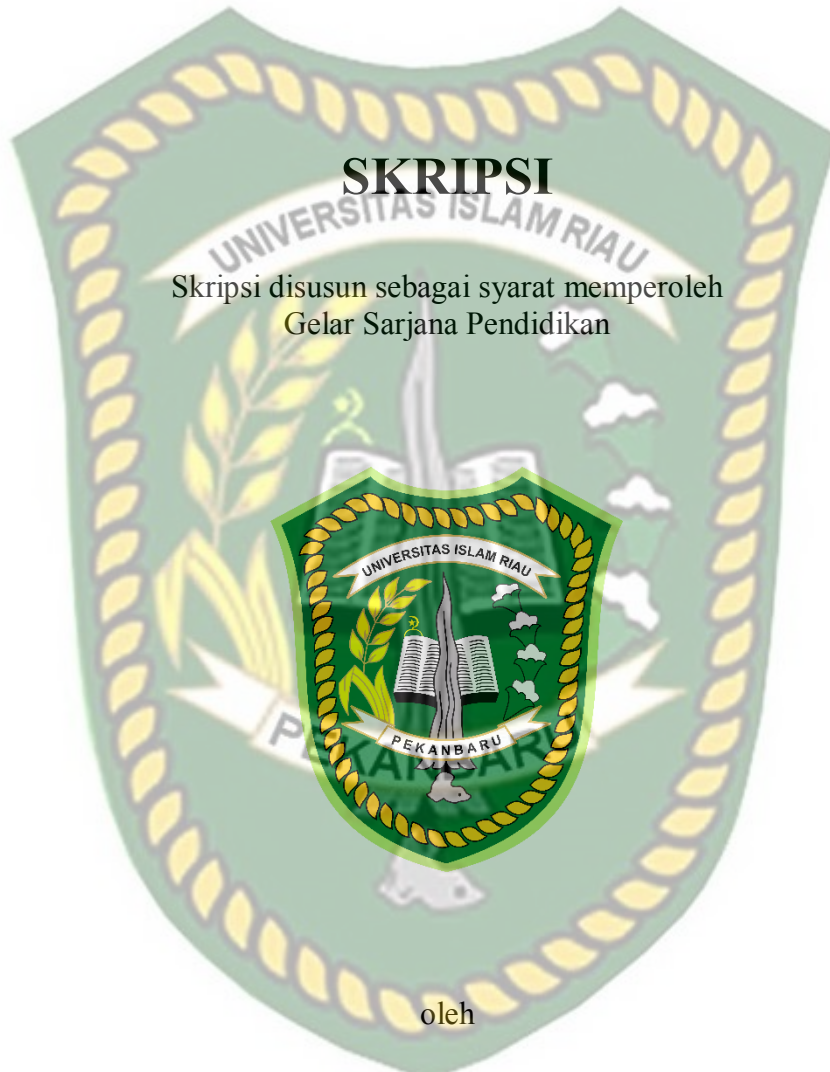 SKRIPSI
UNIVERSITAS ISLAM RIAU
Skripsi disusun sebagai syarat memperoleh
Gelar Sarjana Pendidikan
UNIVERSITAS ISLAM RIAU
PEKANBARU
PEKANBARU
oleh